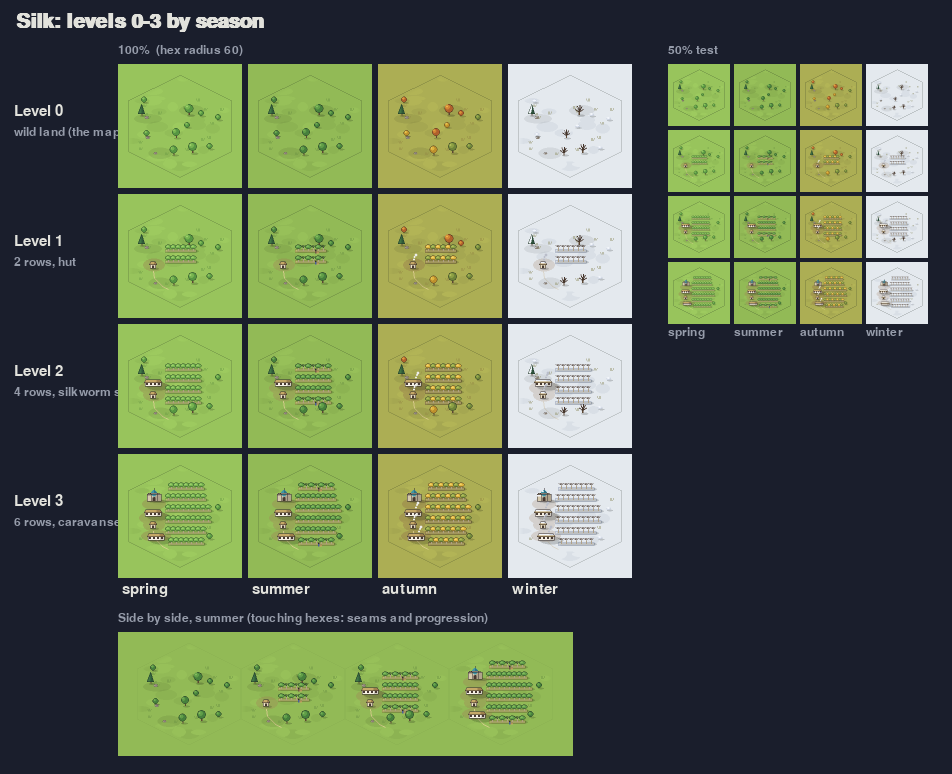 Silk: levels 0-3 by season
100% (hex radius 60)
50% test
Level 0
wild land (the map
Level 1
2 rows, hut
Level 2
4 rows, silkworm s
Level 3
6 rows, caravanse
spring summer autumn winter
spring summer autumn winter
Side by side, summer (touching hexes: seams and progression)